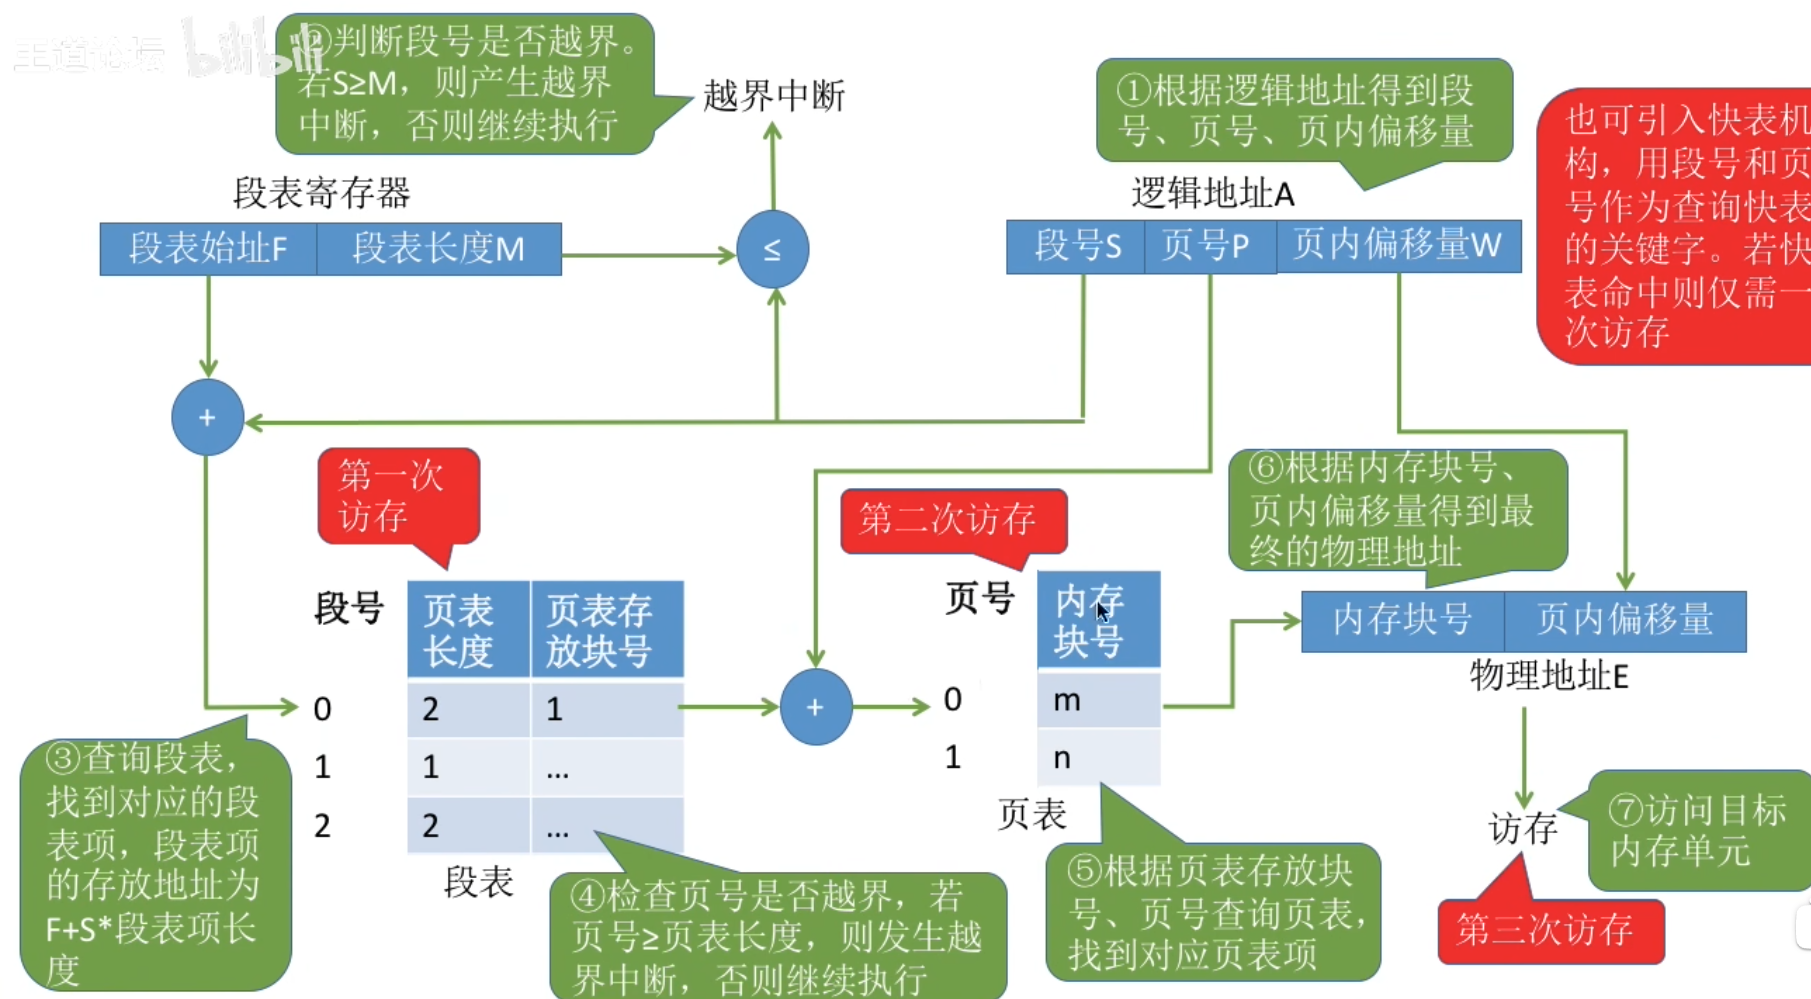 王道论坛
bilibili
②判断段号是否越界。
若S≥M，则产生越界
中断，否则继续执行
越界中断
①根据逻辑地址得到段
号、页号、页内偏移量
也可引入快表机
构，用段号和页
号作为查询快表
的关键字。若快
表命中则仅需一
次访存
段表寄存器
段表始址F
段表长度M
≤
逻辑地址A
段号S
页号P
页内偏移量W
+
第一次
访存
第二次访存
⑥根据内存块号、
页内偏移量得到最
终的物理地址
段号
页表
长度
页表存
放块号
0
2
1
1
1
...
2
2
...
段表
+
页号
内存
块号
0
m
1
n
页表
内存块号
页内偏移量
物理地址E
访存
⑦访问目标
内存单元
第三次访存
③查询段表，
找到对应的段
表项，段表项
的存放地址为
F+S*段表项长
度
④检查页号是否越界，若
页号≥页表长度，则发生越
界中断，否则继续执行
⑤根据页表存放块
号、页号查询页表，
找到对应页表项